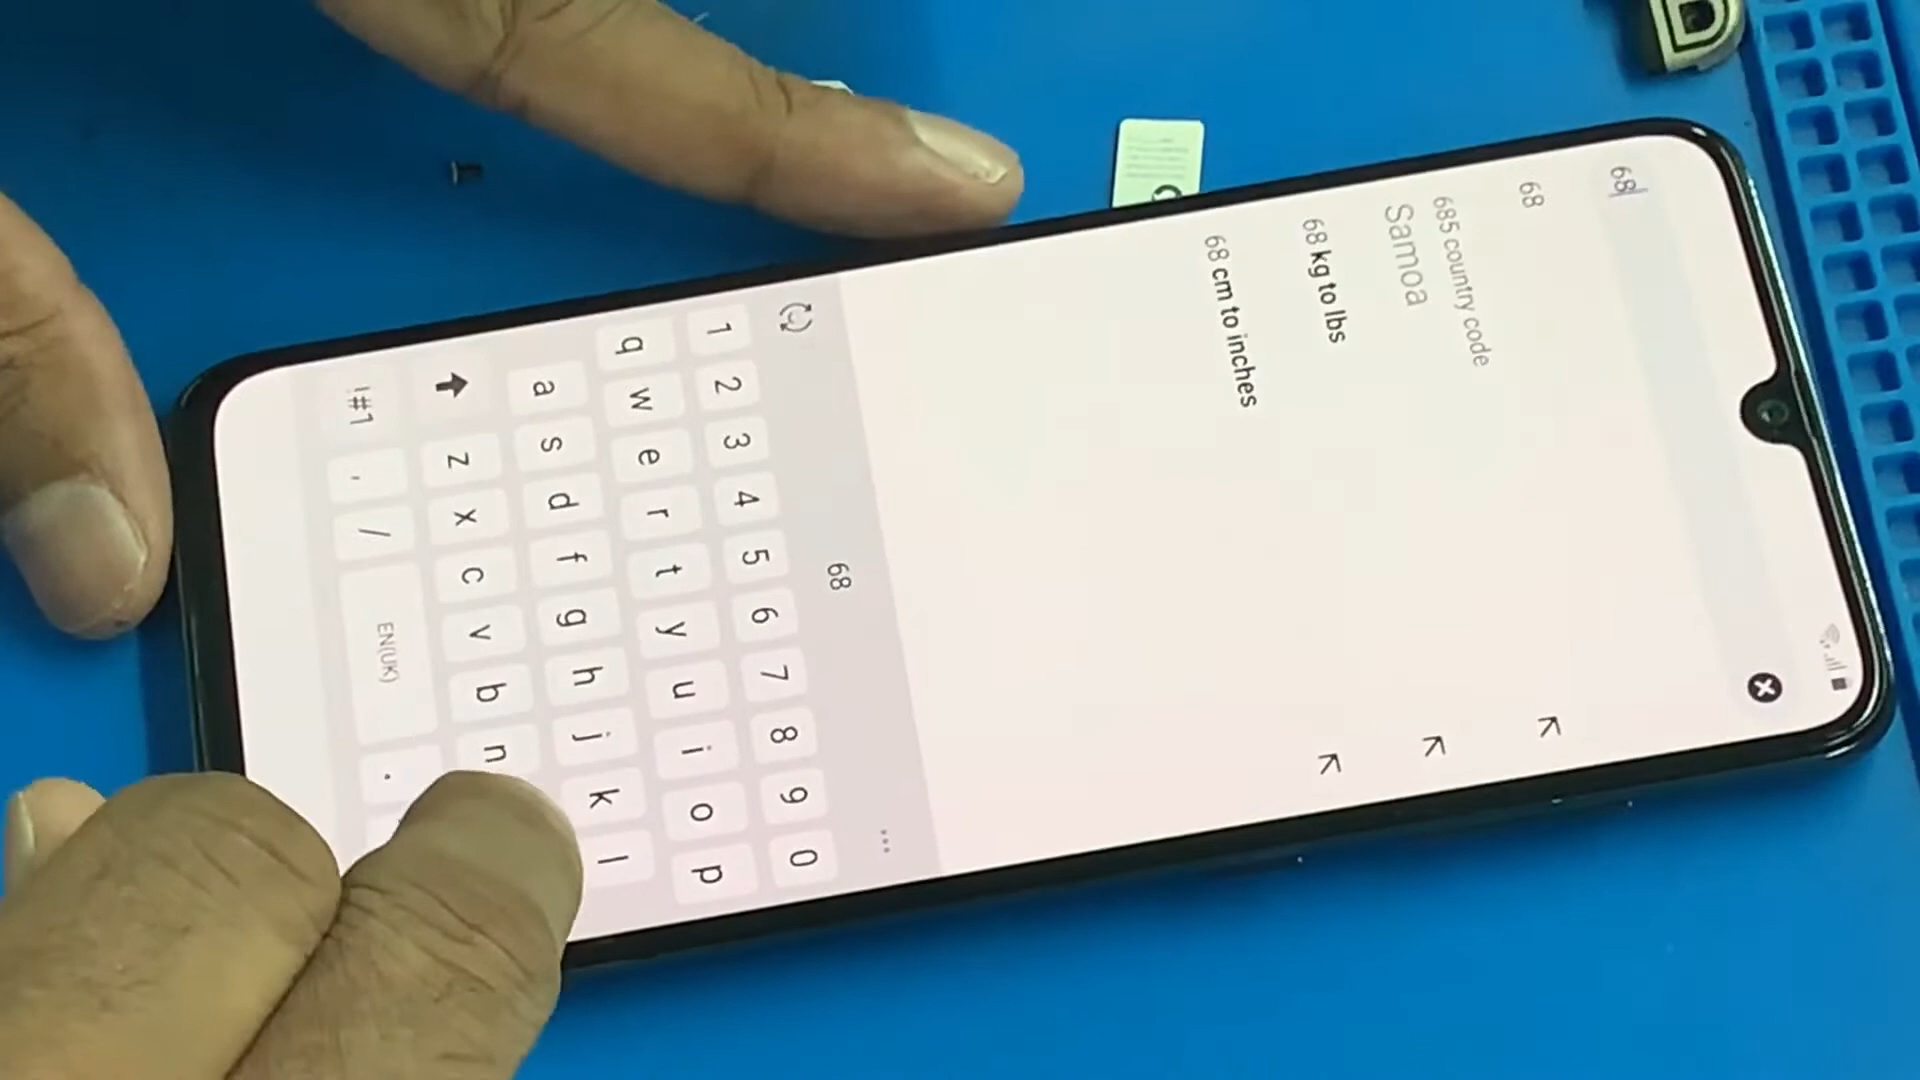 68
68
685 country code
Samoa
68 kg to lbs
68 cm to inches
68
1 2 3 4 5 6 7 8 9 0
q w e r t y u i o p
a s d f g h j k l
z x c v b n
!#1 , / EN(UK) .